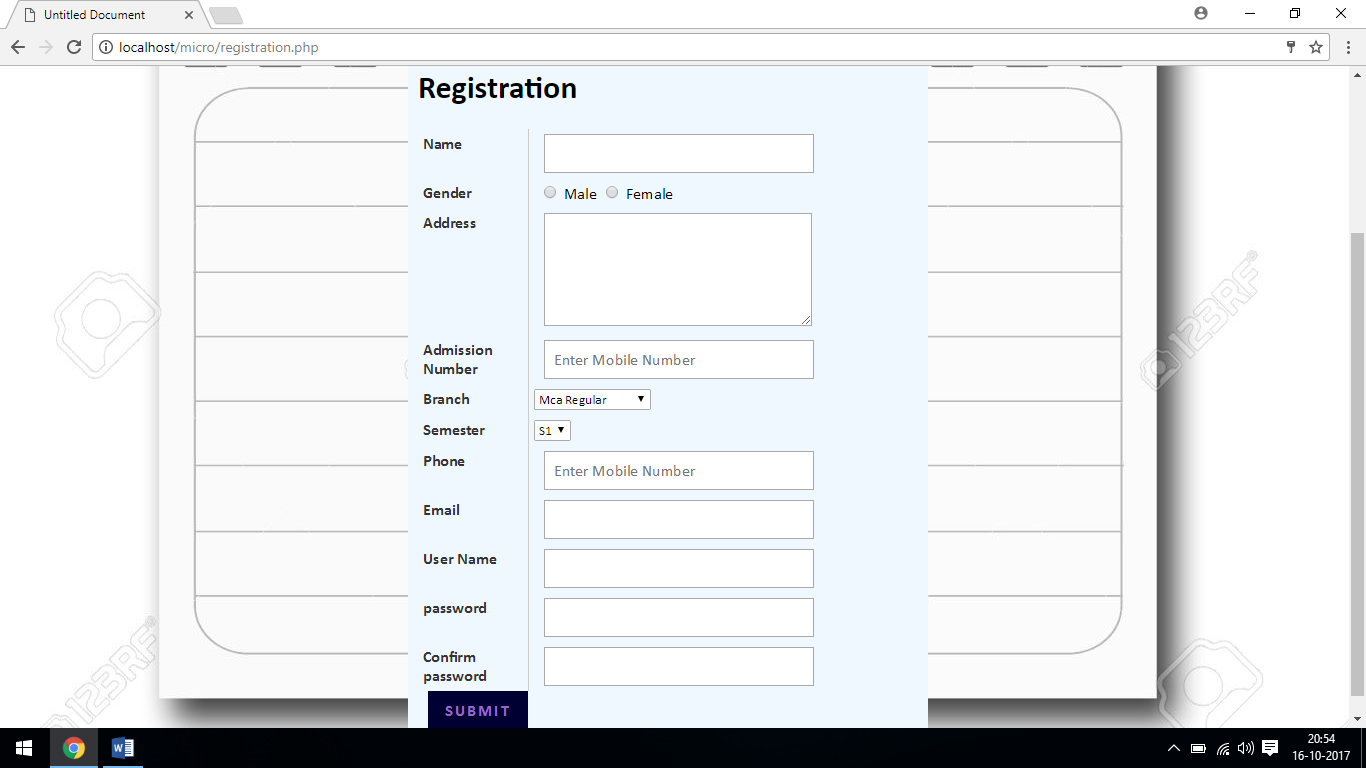 Untitled Document
localhost/micro/registration.php
Registration
Name
Gender Male Female
Address
Admission Number Enter Mobile Number
Branch Mca Regular
Semester S1
Phone Enter Mobile Number
Email
User Name
password
Confirm password
SUBMIT
123RF
123RF
20:54
16-10-2017